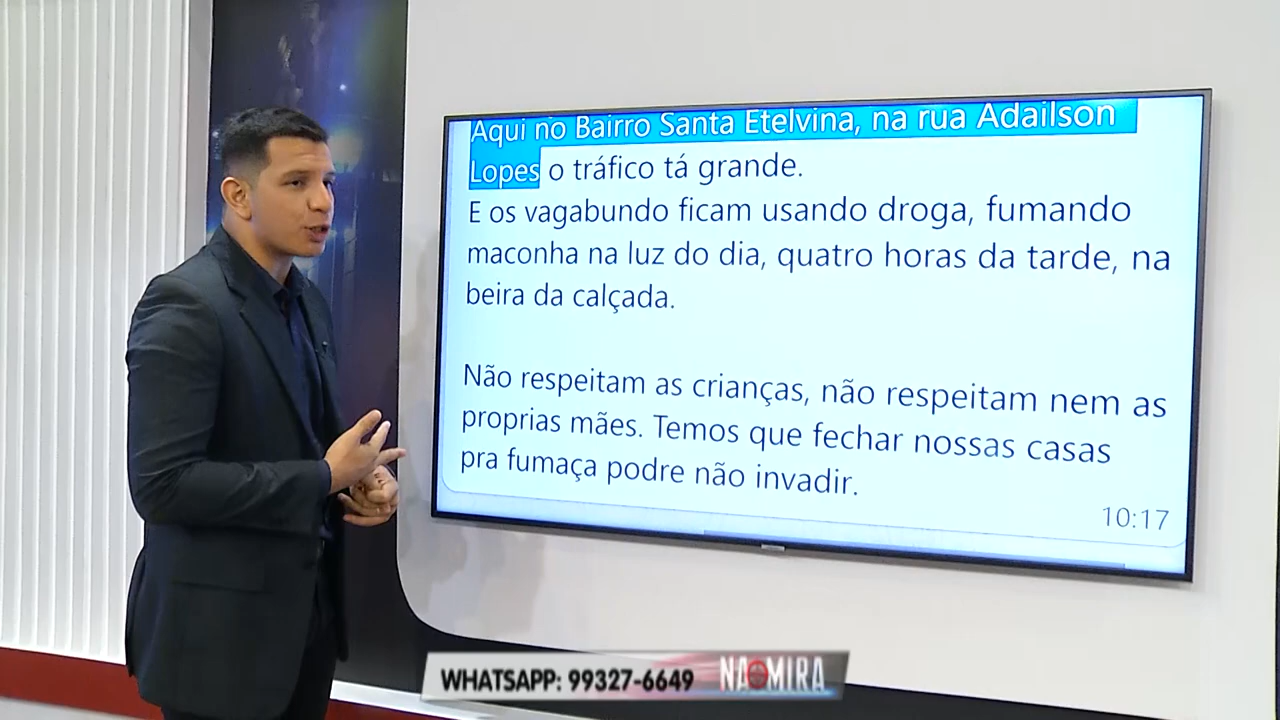 Aqui no Bairro Santa Etelvina, na rua Adailson
Lopes o tráfico tá grande.
E os vagabundo ficam usando droga, fumando
maconha na luz do dia, quatro horas da tarde, na
beira da calçada.
Não respeitam as crianças, não respeitam nem as
proprias mães. Temos que fechar nossas casas
pra fumaça podre não invadir.
10:17
WHATSAPP: 99327-6649 NA MIRA